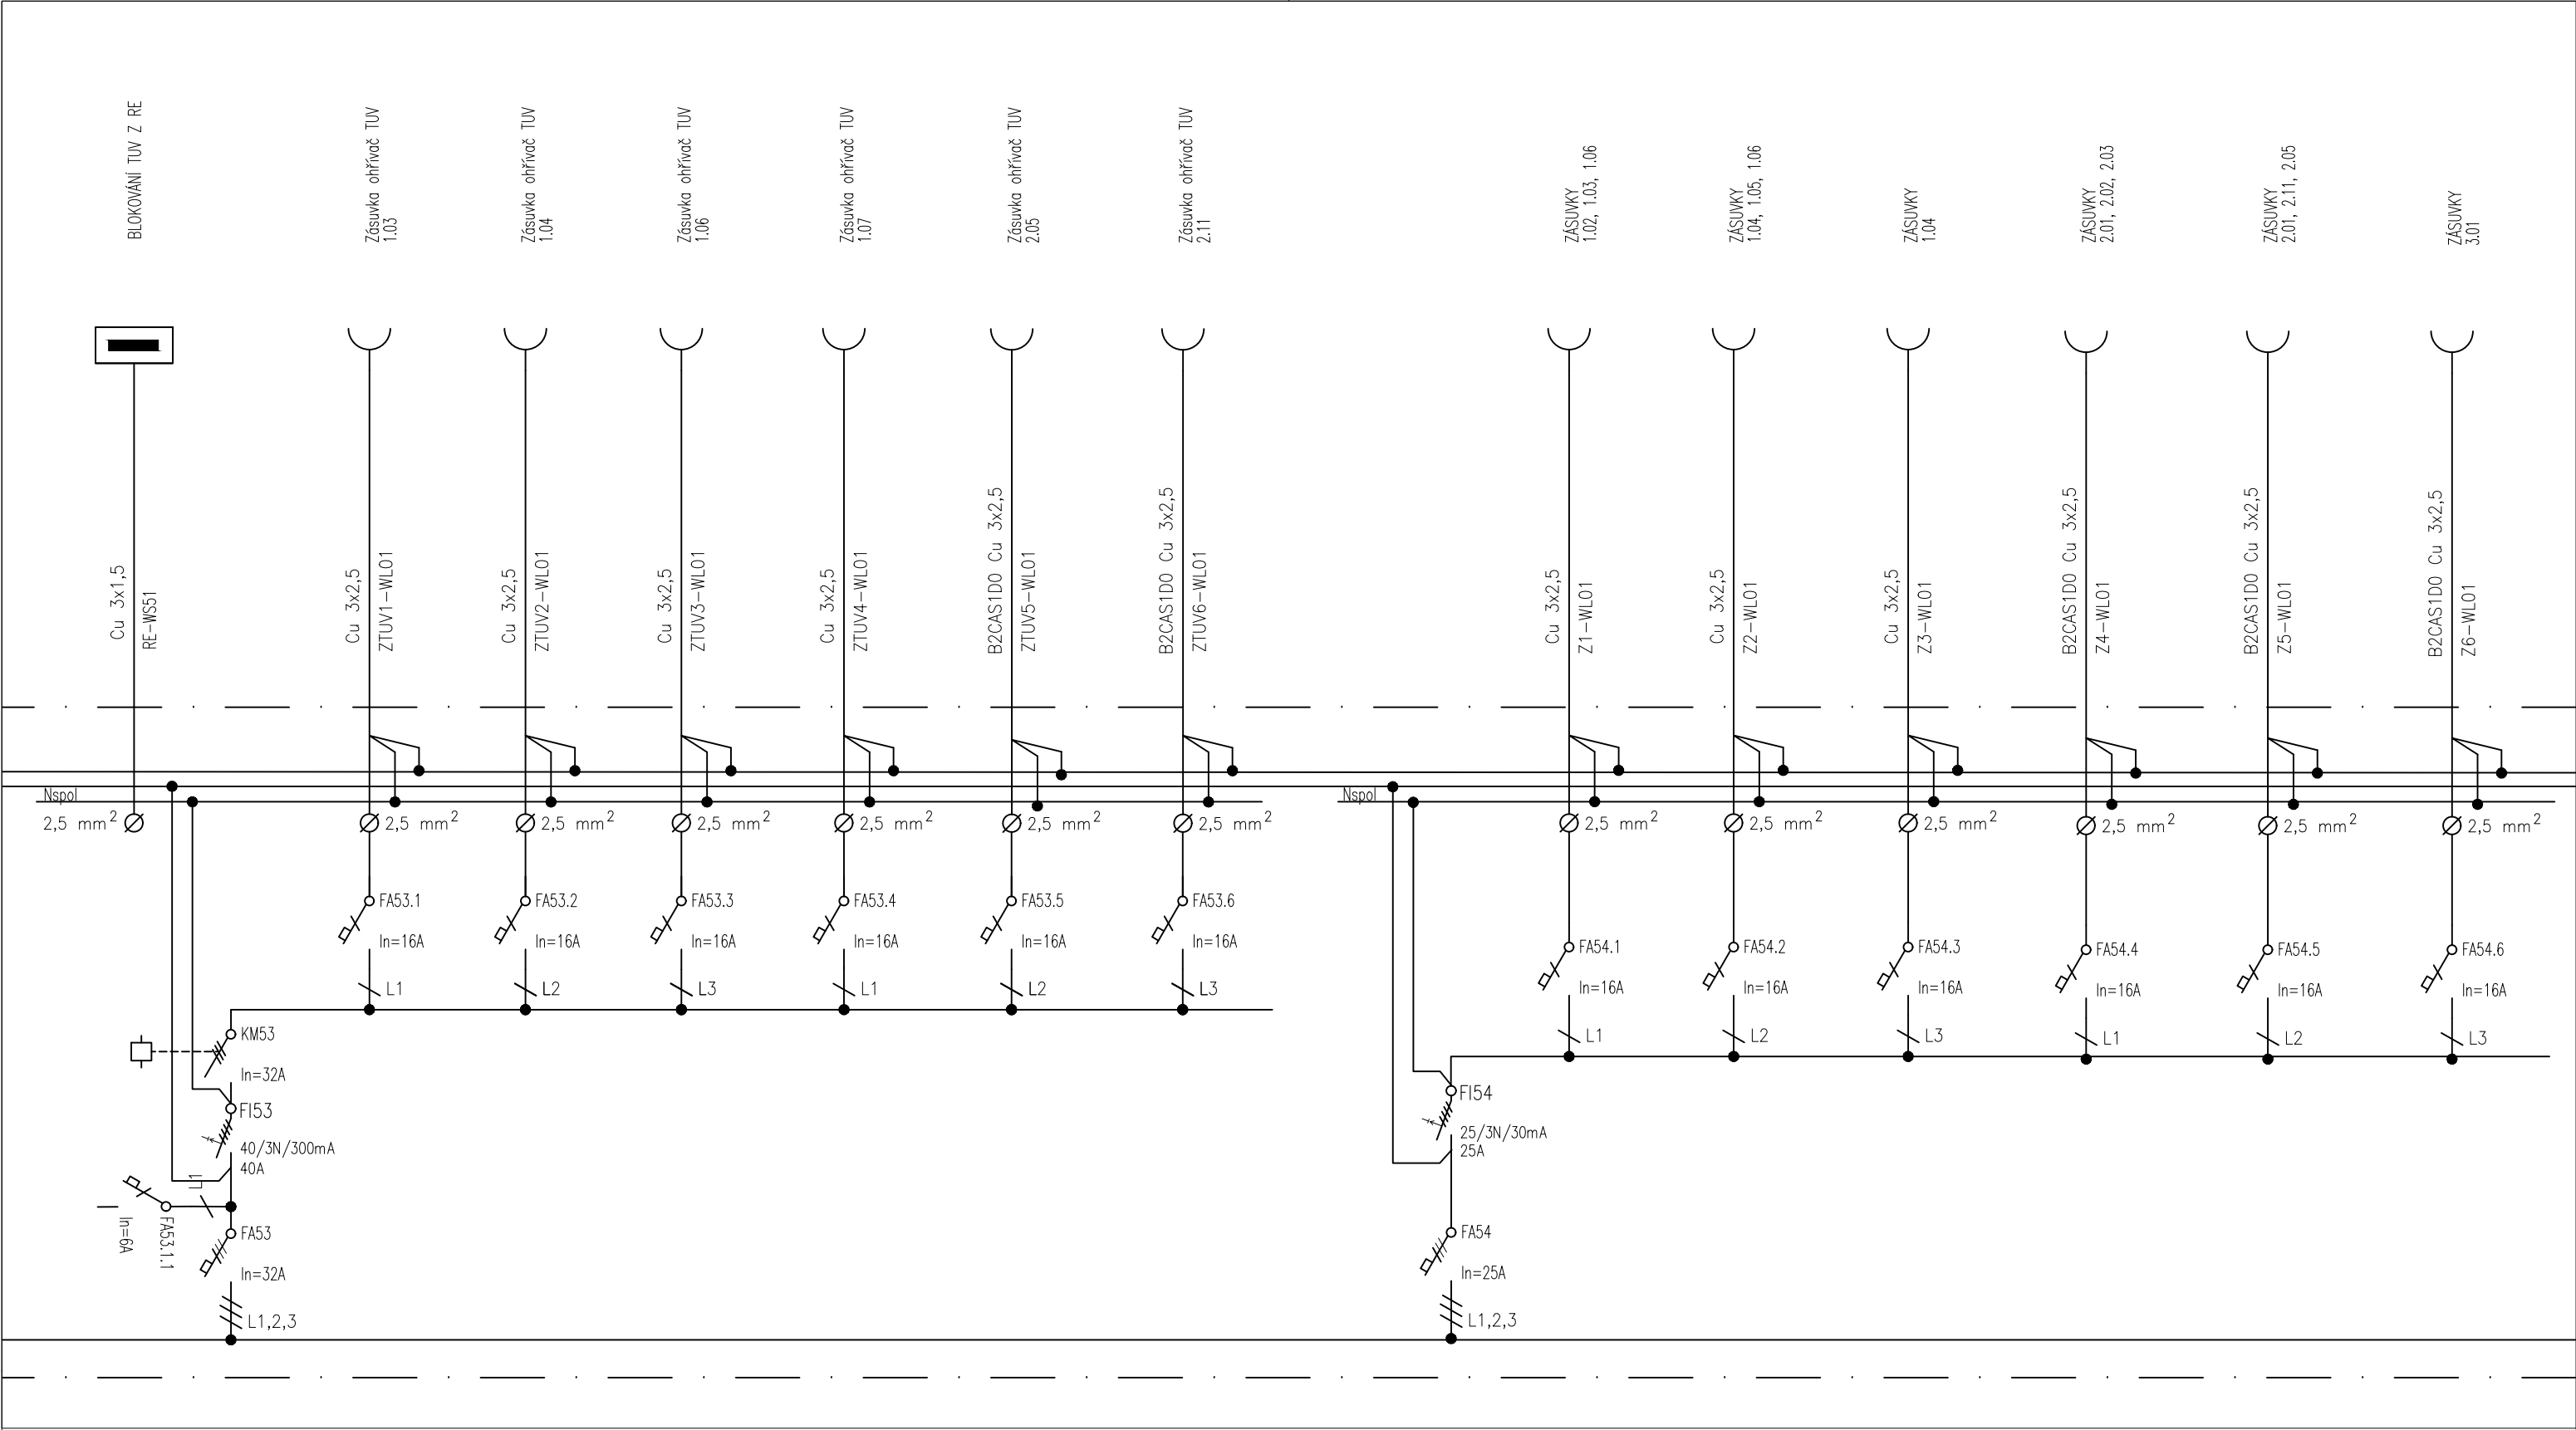 BLOKOVÁNÍ TUV Z RE
Zásuvka ohřívač TUV
1.03
Zásuvka ohřívač TUV
1.04
Zásuvka ohřívač TUV
1.06
Zásuvka ohřívač TUV
1.07
Zásuvka ohřívač TUV
2.05
Zásuvka ohřívač TUV
2.11
ZÁSUVKY
1.02, 1.03, 1.06
ZÁSUVKY
1.04, 1.05, 1.06
ZÁSUVKY
1.04
ZÁSUVKY
2.01, 2.02, 2.03
ZÁSUVKY
2.01, 2.11, 2.05
ZÁSUVKY
3.01
Cu 3x1,5
RE-WS51
Cu 3x2,5
ZTUV1-WL01
Cu 3x2,5
ZTUV2-WL01
Cu 3x2,5
ZTUV3-WL01
Cu 3x2,5
ZTUV4-WL01
B2CAS1D0 Cu 3x2,5
ZTUV5-WL01
B2CAS1D0 Cu 3x2,5
ZTUV6-WL01
Cu 3x2,5
Z1-WL01
Cu 3x2,5
Z2-WL01
Cu 3x2,5
Z3-WL01
B2CAS1D0 Cu 3x2,5
Z4-WL01
B2CAS1D0 Cu 3x2,5
Z5-WL01
B2CAS1D0 Cu 3x2,5
Z6-WL01
Nspol
Nspol
2,5 mm²
2,5 mm²
2,5 mm²
2,5 mm²
2,5 mm²
2,5 mm²
2,5 mm²
2,5 mm²
2,5 mm²
2,5 mm²
2,5 mm²
2,5 mm²
2,5 mm²
FA53.1
In=16A
L1
FA53.2
In=16A
L2
FA53.3
In=16A
L3
FA53.4
In=16A
L1
FA53.5
In=16A
L2
FA53.6
In=16A
L3
FA54.1
In=16A
L1
FA54.2
In=16A
L2
FA54.3
In=16A
L3
FA54.4
In=16A
L1
FA54.5
In=16A
L2
FA54.6
In=16A
L3
KM53
In=32A
FI53
40/3N/300mA
40A
L1
FA53.1.1
In=6A
FA53
In=32A
L1,2,3
FI54
25/3N/30mA
25A
FA54
In=25A
L1,2,3